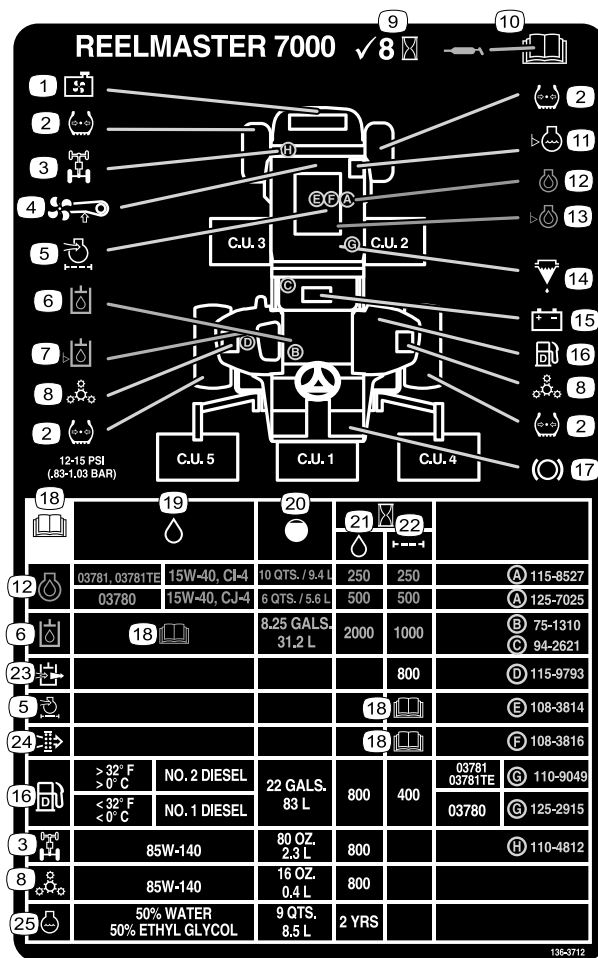 9
10
REELMASTER 7000 ✓8
1
2
2
3
H
11
4
E F A
12
5
13
C.U. 3
C.U. 2
G
14
6
C
15
7
D
B
16
8
8
2
2
12-15 PSI
(.83-1.03 BAR)
C.U. 5
C.U. 1
C.U. 4
17
18
19
20
21
22
12
03781, 03781TE
15W-40, CI-4
10 QTS. / 9.4 L
250
250
A 115-8527
03780
15W-40, CJ-4
6 QTS. / 5.6 L
500
500
A 125-7025
6
18
8.25 GALS.
31.2 L
2000
1000
B 75-1310
C 94-2621
23
800
D 115-9793
5
18
E 108-3814
24
18
F 108-3816
16
D
> 32° F
> 0° C
NO. 2 DIESEL
22 GALS.
83 L
800
400
03781
03781TE
G 110-9049
< 32° F
< 0° C
NO. 1 DIESEL
03780
G 125-2915
3
85W-140
80 OZ.
2.3 L
800
H 110-4812
8
85W-140
16 OZ.
0.4 L
800
25
50% WATER
50% ETHYL GLYCOL
9 QTS.
8.5 L
2 YRS
136-3712